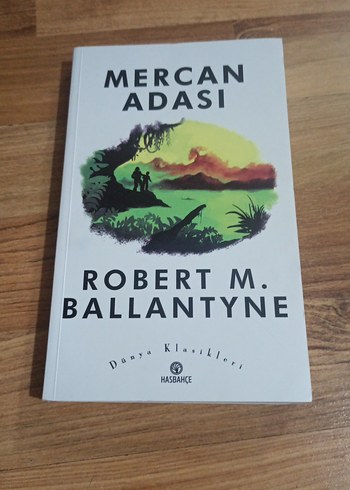 MERCAN
ADASI
ROBERT M.
BALLANTYNE
Dünya Klasikleri
HASBAHÇE